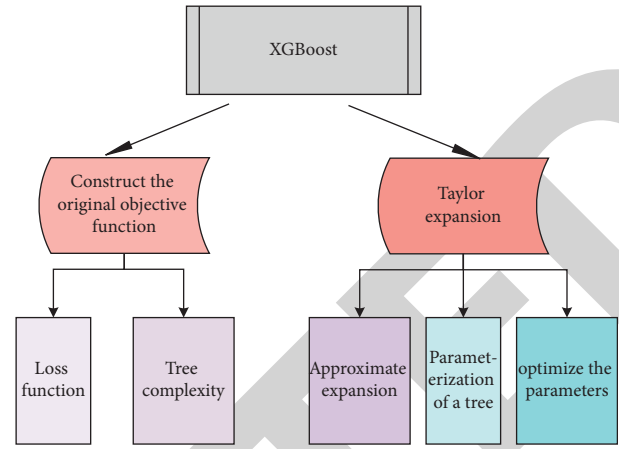 XGBoost
Construct the
original objective
function
Taylor
expansion
Loss
function
Tree
complexity
Approximate
expansion
Paramet-
erization
of a tree
optimize the
parameters